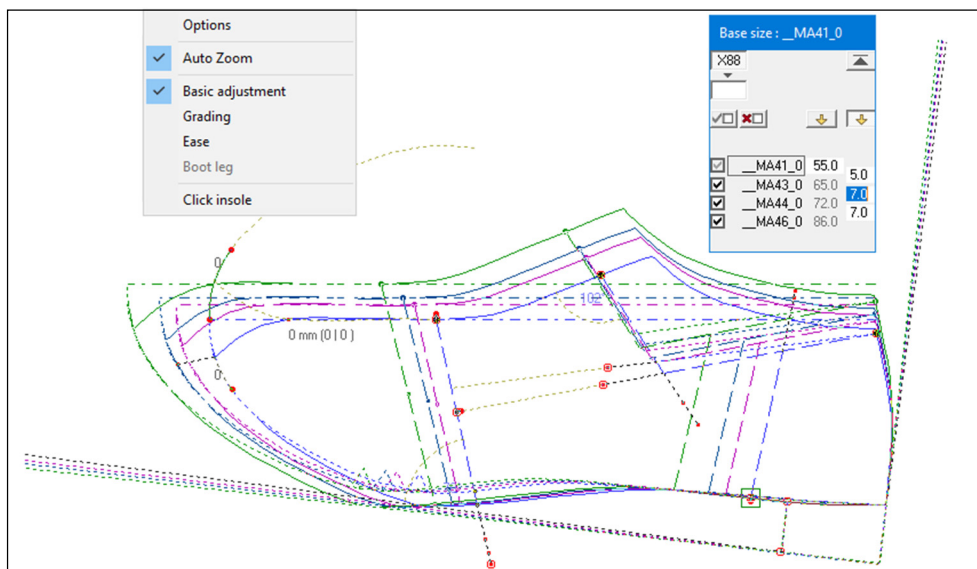 Options
Auto Zoom
Basic adjustment
Grading
Ease
Boot leg
Click insole
Base size : __MA41_0
X88
__MA41_0 55.0
5.0
__MA43_0 65.0
7.0
__MA44_0 72.0
7.0
__MA46_0 86.0
0
102
0 mm (0 | 0 )
0